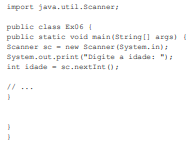 import java.util.Scanner;
public class Ex06 {
public static void main(String[] args) {
Scanner sc = new Scanner(System.in);
System.out.print("Digite a idade: ");
int idade = sc.nextInt();
// ...
}
}
}